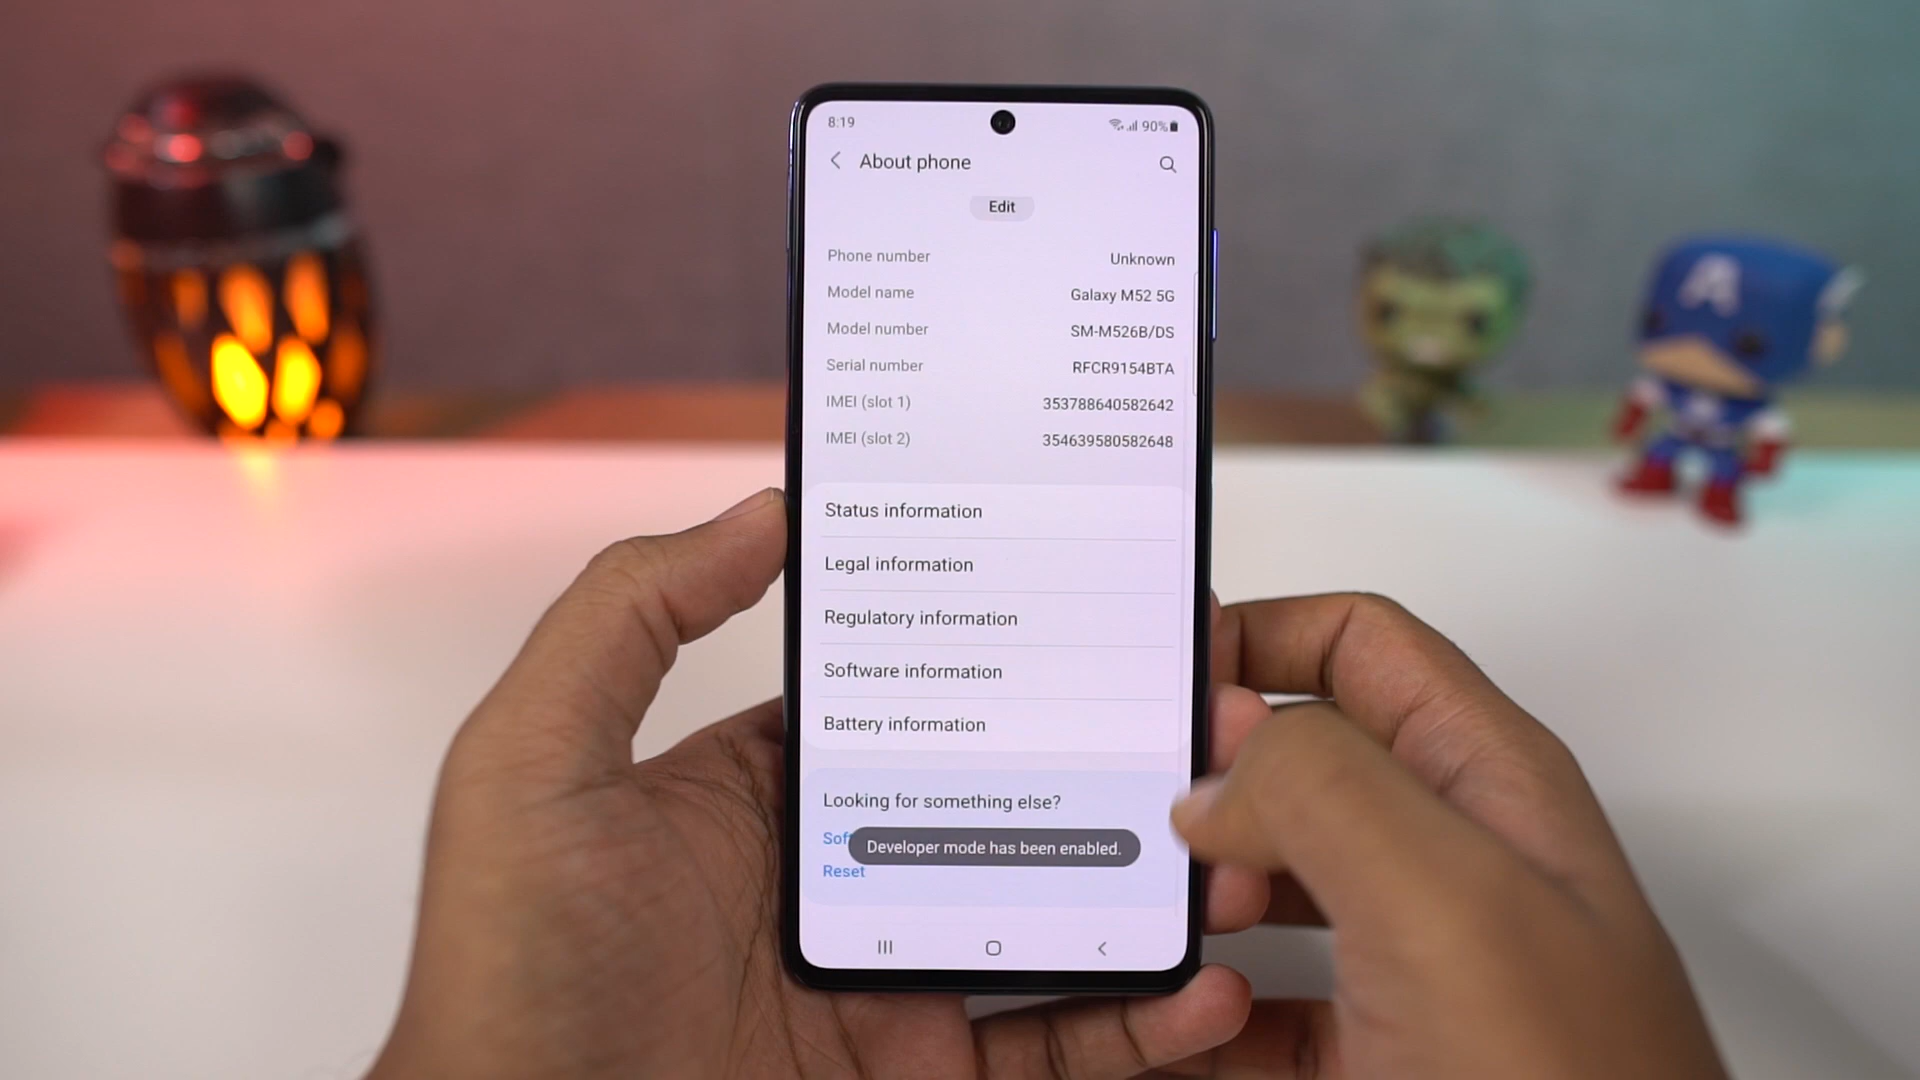 8:19 90%
About phone
Edit
Phone number Unknown
Model name Galaxy M52 5G
Model number SM-M526B/DS
Serial number RFCR9154BTA
IMEI (slot 1) 353788640582642
IMEI (slot 2) 354639580582648
Status information
Legal information
Regulatory information
Software information
Battery information
Looking for something else?
Sof
Developer mode has been enabled.
Reset
A